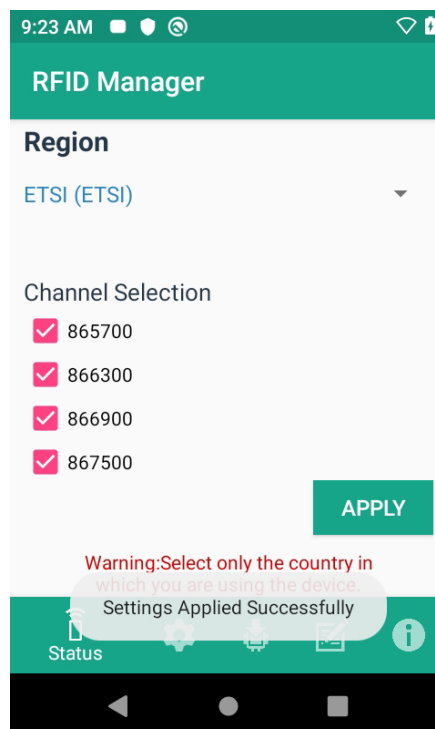 9:23 AM
RFID Manager
Region
ETSI (ETSI)
Channel Selection
865700
866300
866900
867500
APPLY
Warning:Select only the country in
which you are using the device.
Settings Applied Successfully
Status